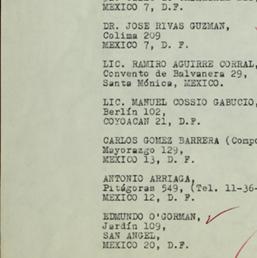 MEXICO 7, D.F.
DR. JOSE RIVAS GUZMAN,
Colima 209
MEXICO 7, D. F.
LIC. RAMIRO AGUIRRE CORRAL,
Convento de Balvanera 29,
Santa Mónica, MEXICO.
LIC. MANUEL COSSIO GABUCIO,
Berlín 102,
COYOACAN 21, D.F.
CARLOS GOMEZ BARRERA (Compo
Mayorazgo 129,
MEXICO 13, D. F.
ANTONIO ARRIAGA,
Pitágoras 549, (Tel. 11-36-
MEXICO 12, D. F.
EDMUNDO O'GORMAN,
Jardín 109,
SAN ANGEL,
MEXICO 20, D.F.